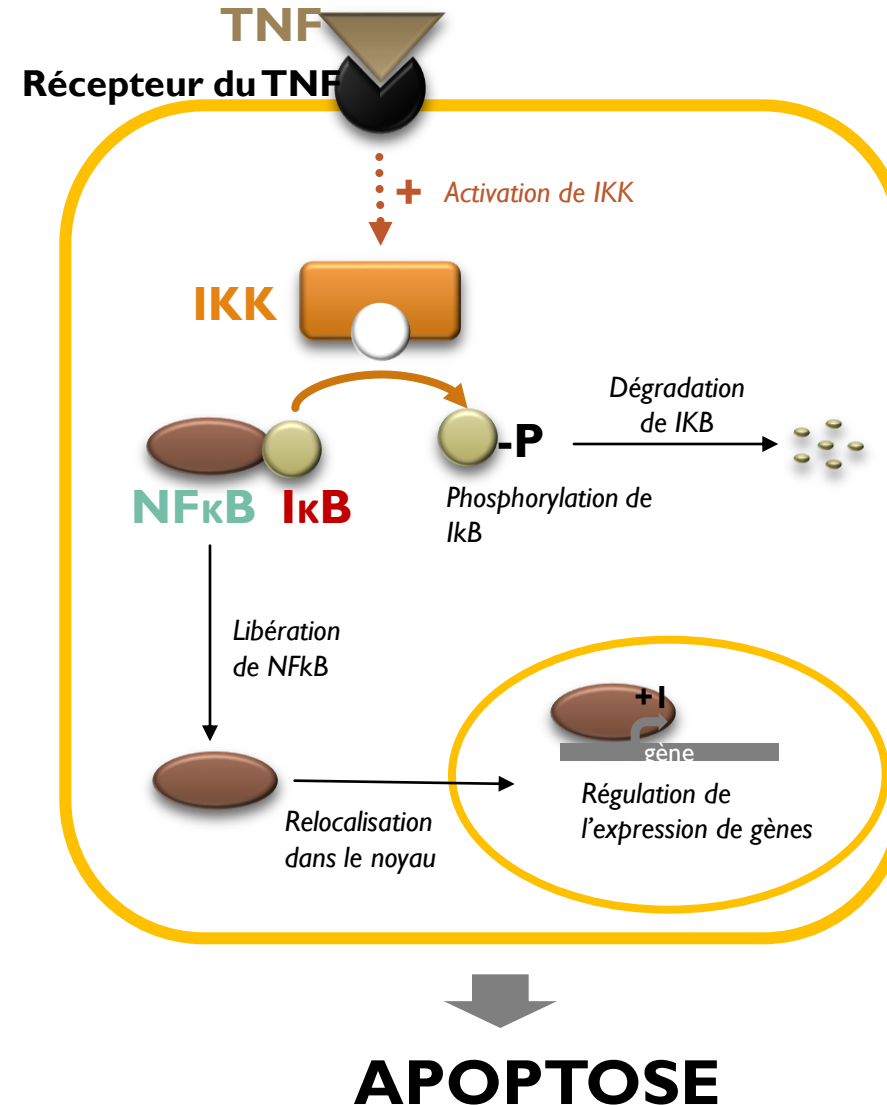 TNF
Récepteur du TNF
+ Activation de IKK
IKK
Dégradation
de IKB
-P
NFκB IκB
Phosphorylation de
IkB
Libération
de NFkB
+1
gène
Relocalisation
dans le noyau
Régulation de
l’expression de gènes
APOPTOSE